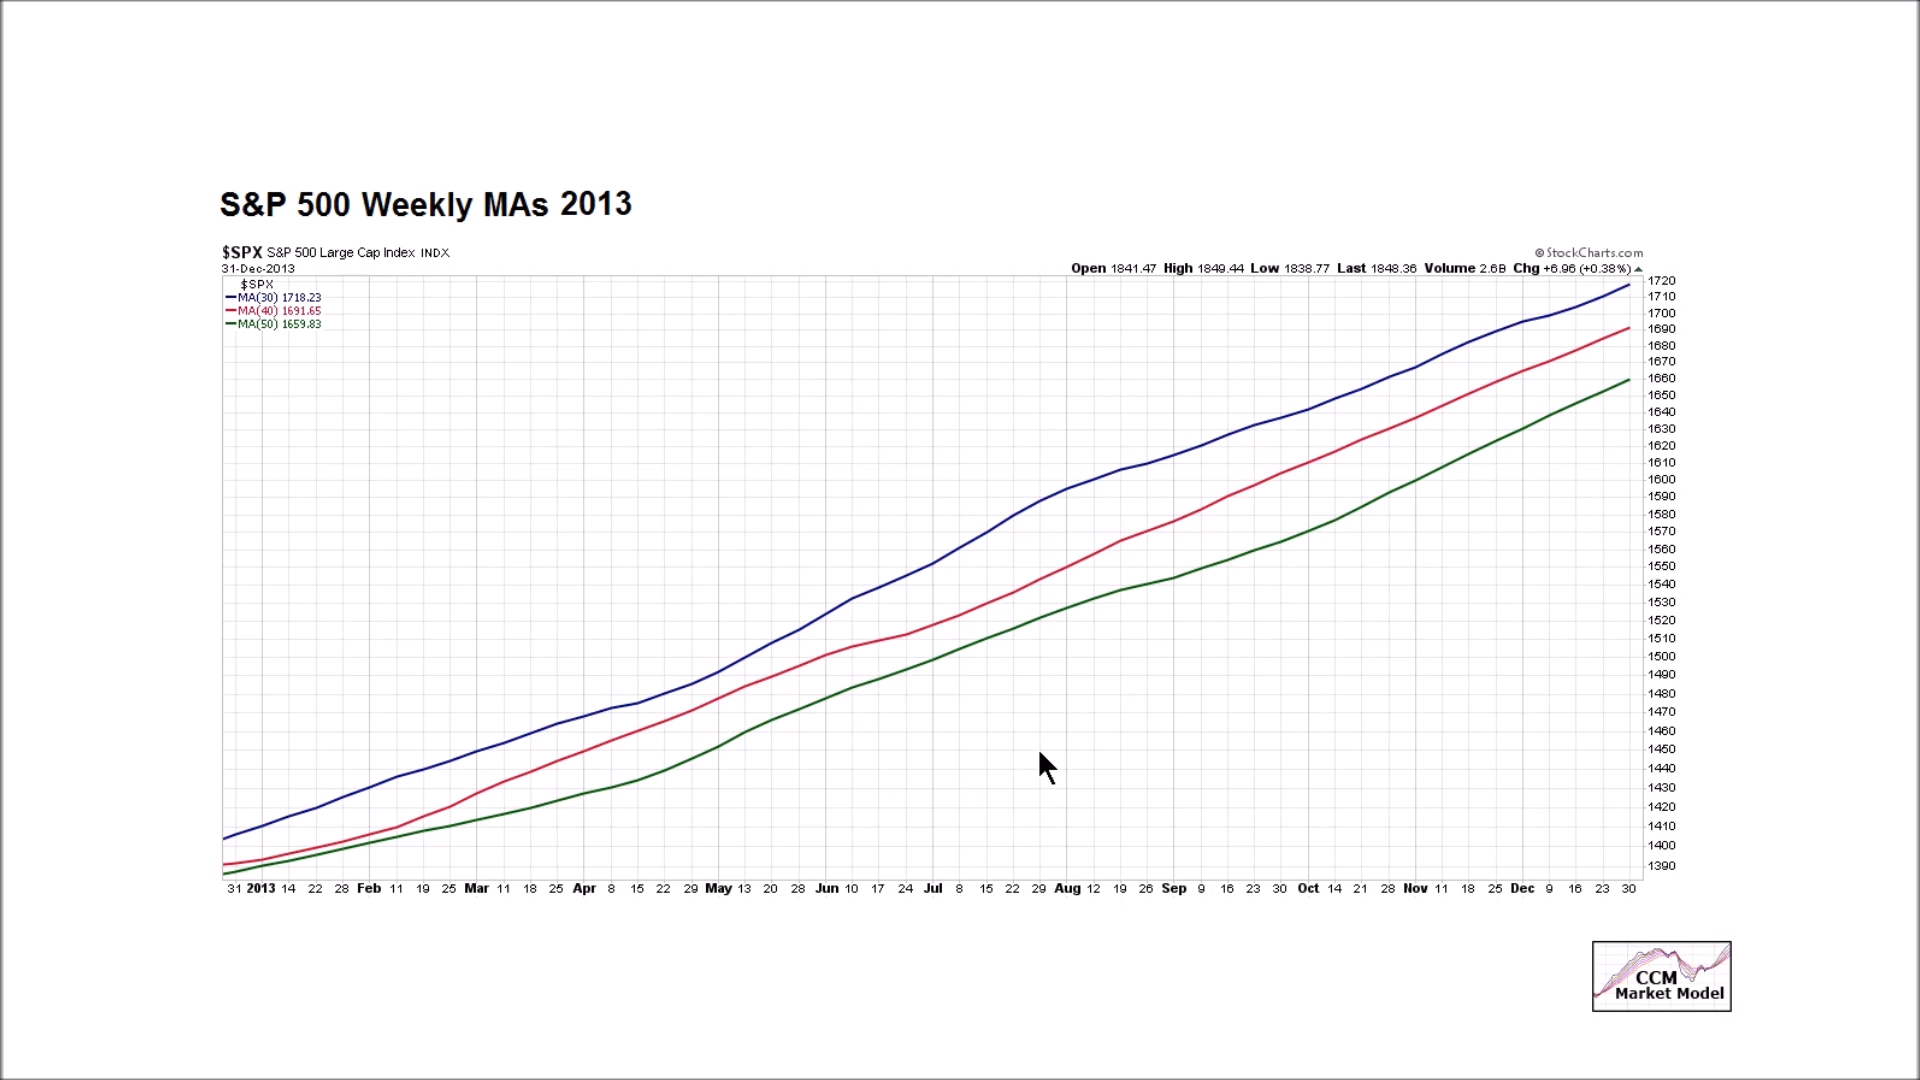 S&P 500 Weekly MAs 2013
$SPX S&P 500 Large Cap Index INDX
© StockCharts.com
31-Dec-2013
Open 1841.47 High 1849.44 Low 1838.77 Last 1848.36 Volume 2.6B Chg +6.96 (+0.38%)
$SPX
MA(30) 1718.23
MA(40) 1691.65
MA(50) 1659.83
1720
1710
1700
1690
1680
1670
1660
1650
1640
1630
1620
1610
1600
1590
1580
1570
1560
1550
1540
1530
1520
1510
1500
1490
1480
1470
1460
1450
1440
1430
1420
1410
1400
1390
31 2013 14 22 28 Feb 11 19 25 Mar 11 18 25 Apr 8 15 22 29 May 13 20 28 Jun 10 17 24 Jul 8 15 22 29 Aug 12 19 26 Sep 9 16 23 30 Oct 14 21 28 Nov 11 18 25 Dec 9 16 23 30
CCM
Market Model